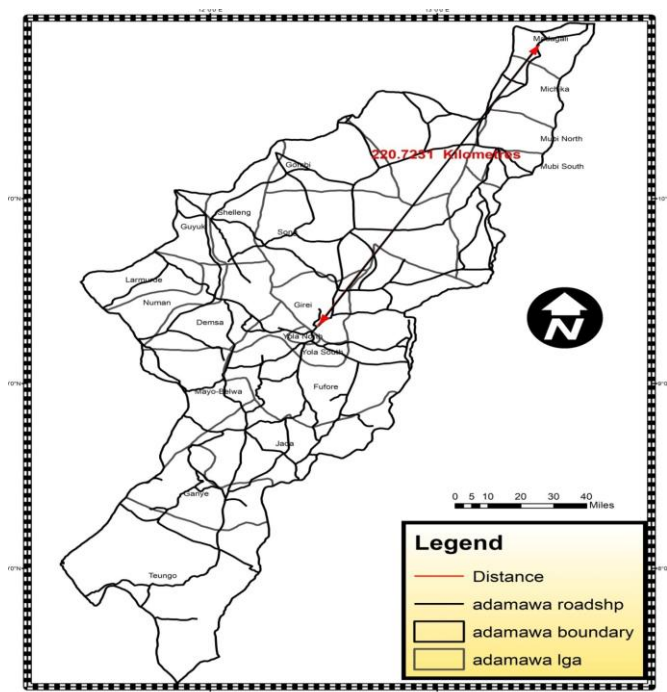 Madagali
Michika
Mubi North
220.7251 Kilometres
Mubi South
Gombi
Shelleng
Guyuk
Song
Larmurde
Numan
Girei
Demsa
Yola North
Yola South
Mayo-Belwa
Fufore
Jada
Ganye
Teungo
N
0 5 10 20 30 40
Miles
Legend
Distance
adamawa roadshp
adamawa boundary
adamawa lga